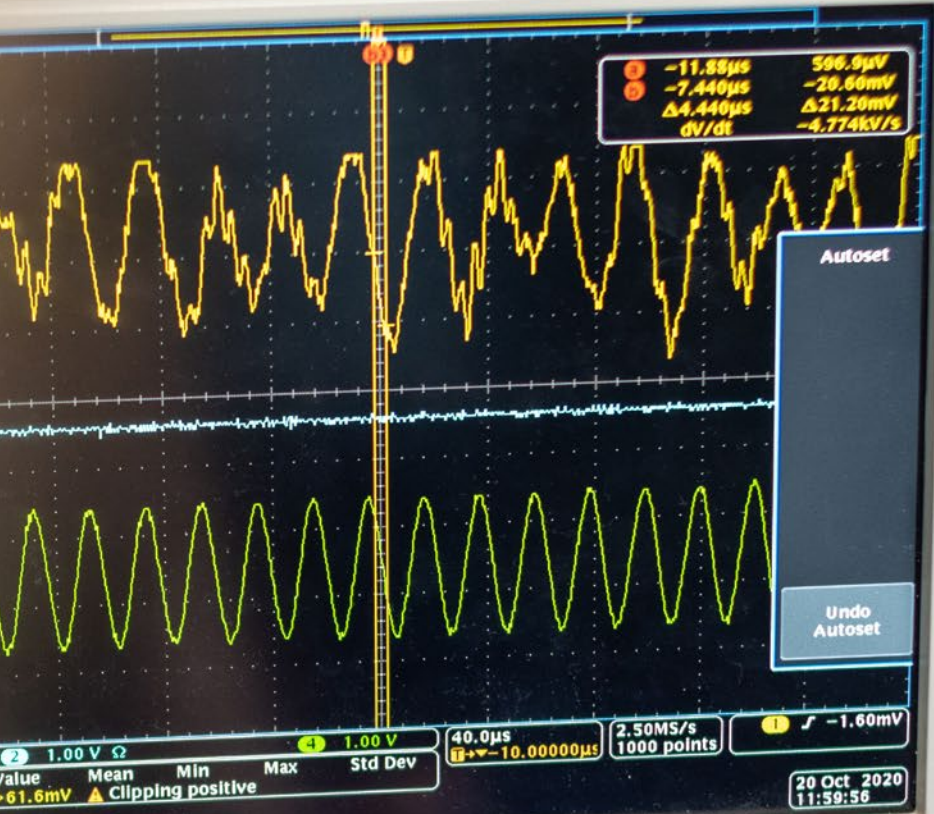 b T
a -11.88µs 596.9µV
b -7.440µs -20.60mV
Δ4.440µs Δ21.20mV
dV/dt -4.774kV/s
Autoset
Undo
Autoset
2 1.00 V Ω 4 1.00 V
40.0µs
T→▼-10.00000µs
2.50MS/s
1000 points
1 -1.60mV
Value Mean Min Max Std Dev
61.6mV Clipping positive
20 Oct 2020
11:59:56